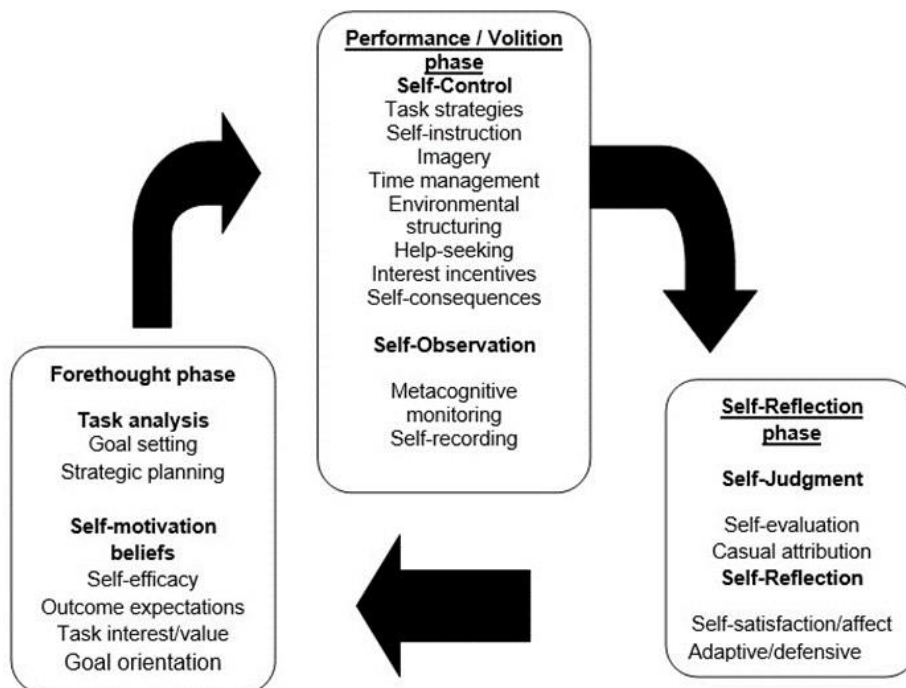 Performance / Volition
phase
Self-Control
Task strategies
Self-instruction
Imagery
Time management
Environmental
structuring
Help-seeking
Interest incentives
Self-consequences
Self-Observation
Metacognitive
monitoring
Self-recording
Forethought phase
Task analysis
Goal setting
Strategic planning
Self-motivation
beliefs
Self-efficacy
Outcome expectations
Task interest/value
Goal orientation
Self-Reflection
phase
Self-Judgment
Self-evaluation
Casual attribution
Self-Reflection
Self-satisfaction/affect
Adaptive/defensive